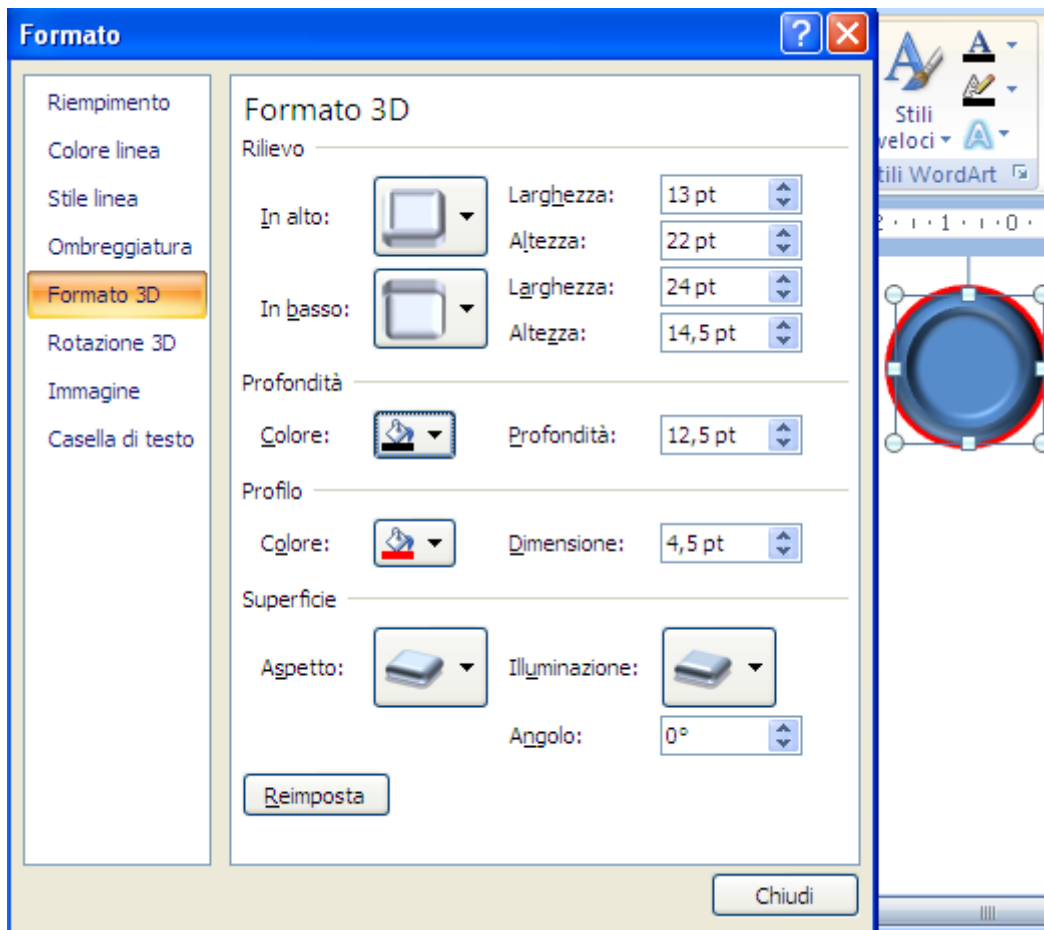 Formato
Riempimento
Colore linea
Stile linea
Ombreggiatura
Formato 3D
Rotazione 3D
Immagine
Casella di testo
Formato 3D
Rilievo
In alto:
Larghezza: 13 pt
Altezza: 22 pt
In basso:
Larghezza: 24 pt
Altezza: 14,5 pt
Profondità
Colore:
Profondità: 12,5 pt
Profilo
Colore:
Dimensione: 4,5 pt
Superficie
Aspetto:
Illuminazione:
Angolo: 0°
Reimposta
Chiudi
Stili
veloci
tili WordArt
2 1 0